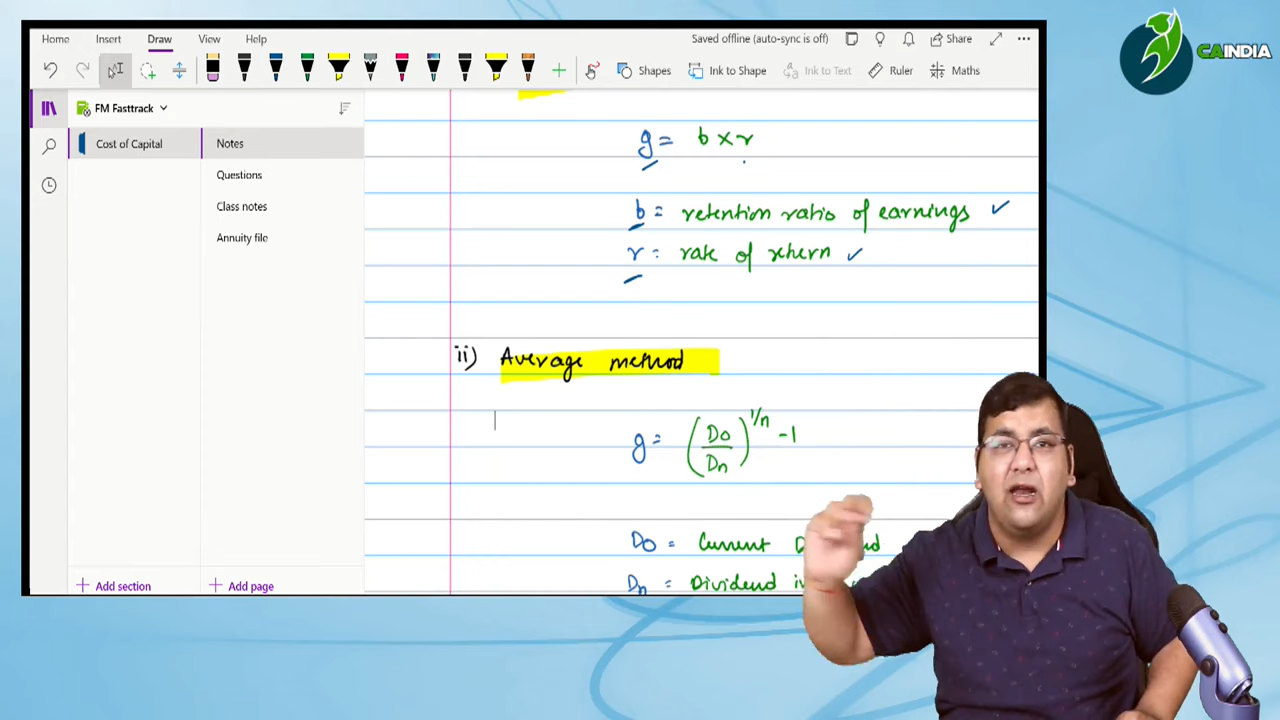 Home Insert Draw View Help
Saved offline (auto-sync is off) Share
Shapes Ink to Shape Ink to Text Ruler Maths
CAINDIA
FM Fasttrack
Cost of Capital
Notes
Questions
Class notes
Annuity file
Add section
Add page
g = b × r
b = retention ratio of earnings ✓
r = rate of return ✓
ii) Average method
g = (D0/Dn)^1/n - 1
D0 = Current
Dn = Dividend